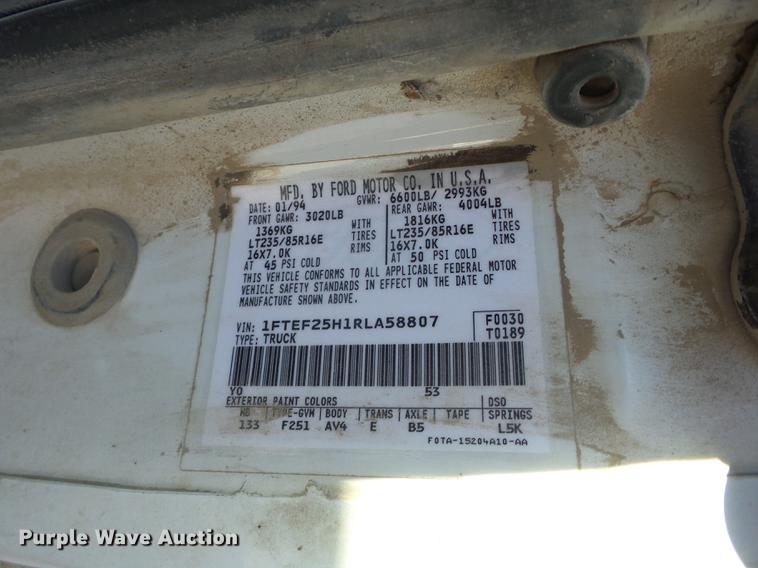 MFD. BY FORD MOTOR CO. IN U.S.A.
DATE: 01/94 GVWR: 6600LB/ 2993KG
FRONT GAWR: 3020LB REAR GAWR: 4004LB
1369KG WITH 1816KG WITH
LT235/85R16E TIRES LT235/85R16E TIRES
16X7.0K RIMS 16X7.0K RIMS
AT 45 PSI COLD AT 50 PSI COLD
THIS VEHICLE CONFORMS TO ALL APPLICABLE FEDERAL MOTOR
VEHICLE SAFETY STANDARDS IN EFFECT ON THE DATE OF
MANUFACTURE SHOWN ABOVE.
VIN: 1FTEF25H1RLA58807 F0030
TYPE: TRUCK T0189
YO 53
EXTERIOR PAINT COLORS DSO
WB TYPE-GVM BODY TRANS AXLE TAPE SPRINGS
133 F251 AV4 E B5 L5K
F0TA-15204A10-AA
Purple Wave Auction